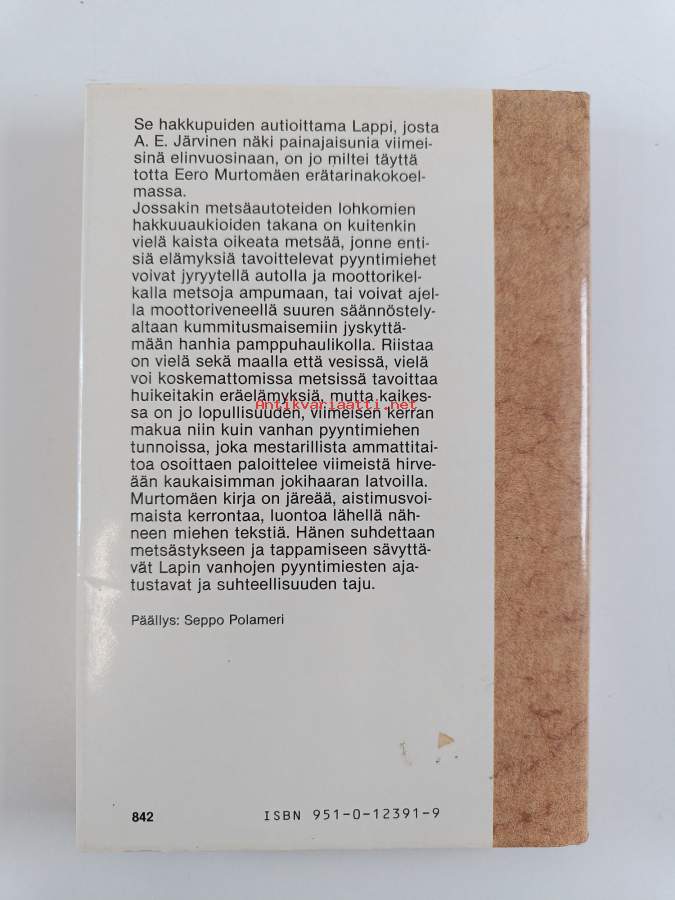 Se hakkupuiden autioittama Lappi, josta
A. E. Järvinen näki painajaisunia viimei-
sinä elinvuosinaan, on jo miltei täyttä
totta Eero Murtomäen erätarinakokoel-
massa.
Jossakin metsäautoteiden lohkomien
hakkuuaukioiden takana on kuitenkin
vielä kaista oikeata metsää, jonne enti-
siä elämyksiä tavoittelevat pyyntimiehet
voivat jyryytellä autolla ja moottorikel-
kalla metsoja ampumaan, tai voivat ajel-
la moottoriveneellä suuren säännöstely-
altaan kummitusmaisemiin jyskyttä-
mään hanhia pamppuhaulikolla. Riistaa
on vielä sekä maalla että vesissä, vielä
voi koskemattomissa metsissä tavoittaa
huikeitakin eräelämyksiä, mutta kaikes-
sa on jo lopullisuuden, viimeisen kerran
Antikvariaatti.net
makua niin kuin vanhan pyyntimiehen
tunnoissa, joka mestarillista ammattitai-
toa osoittaen paloittelee viimeistä hirve-
ään kaukaisimman jokihaaran latvoilla.
Murtomäen kirja on järeää, aistimusvoi-
maista kerrontaa, luontoa lähellä näh-
neen miehen tekstiä. Hänen suhdettaan
metsästykseen ja tappamiseen sävyttä-
vät Lapin vanhojen pyyntimiesten aja-
tustavat ja suhteellisuuden taju.
Päällys: Seppo Polameri
842
ISBN 951-0-12391-9